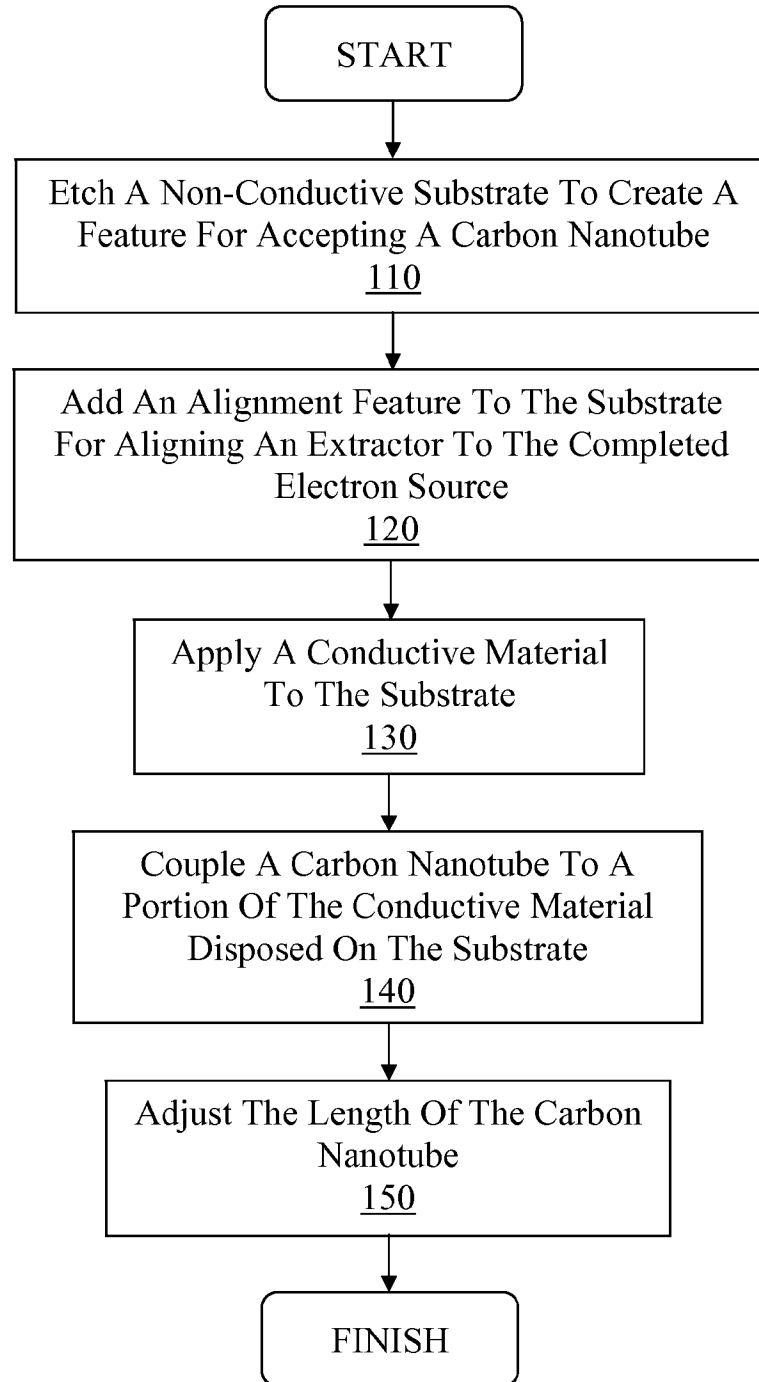 START
Etch A Non-Conductive Substrate To Create A
Feature For Accepting A Carbon Nanotube
110
Add An Alignment Feature To The Substrate
For Aligning An Extractor To The Completed
Electron Source
120
Apply A Conductive Material
To The Substrate
130
Couple A Carbon Nanotube To A
Portion Of The Conductive Material
Disposed On The Substrate
140
Adjust The Length Of The Carbon
Nanotube
150
FINISH